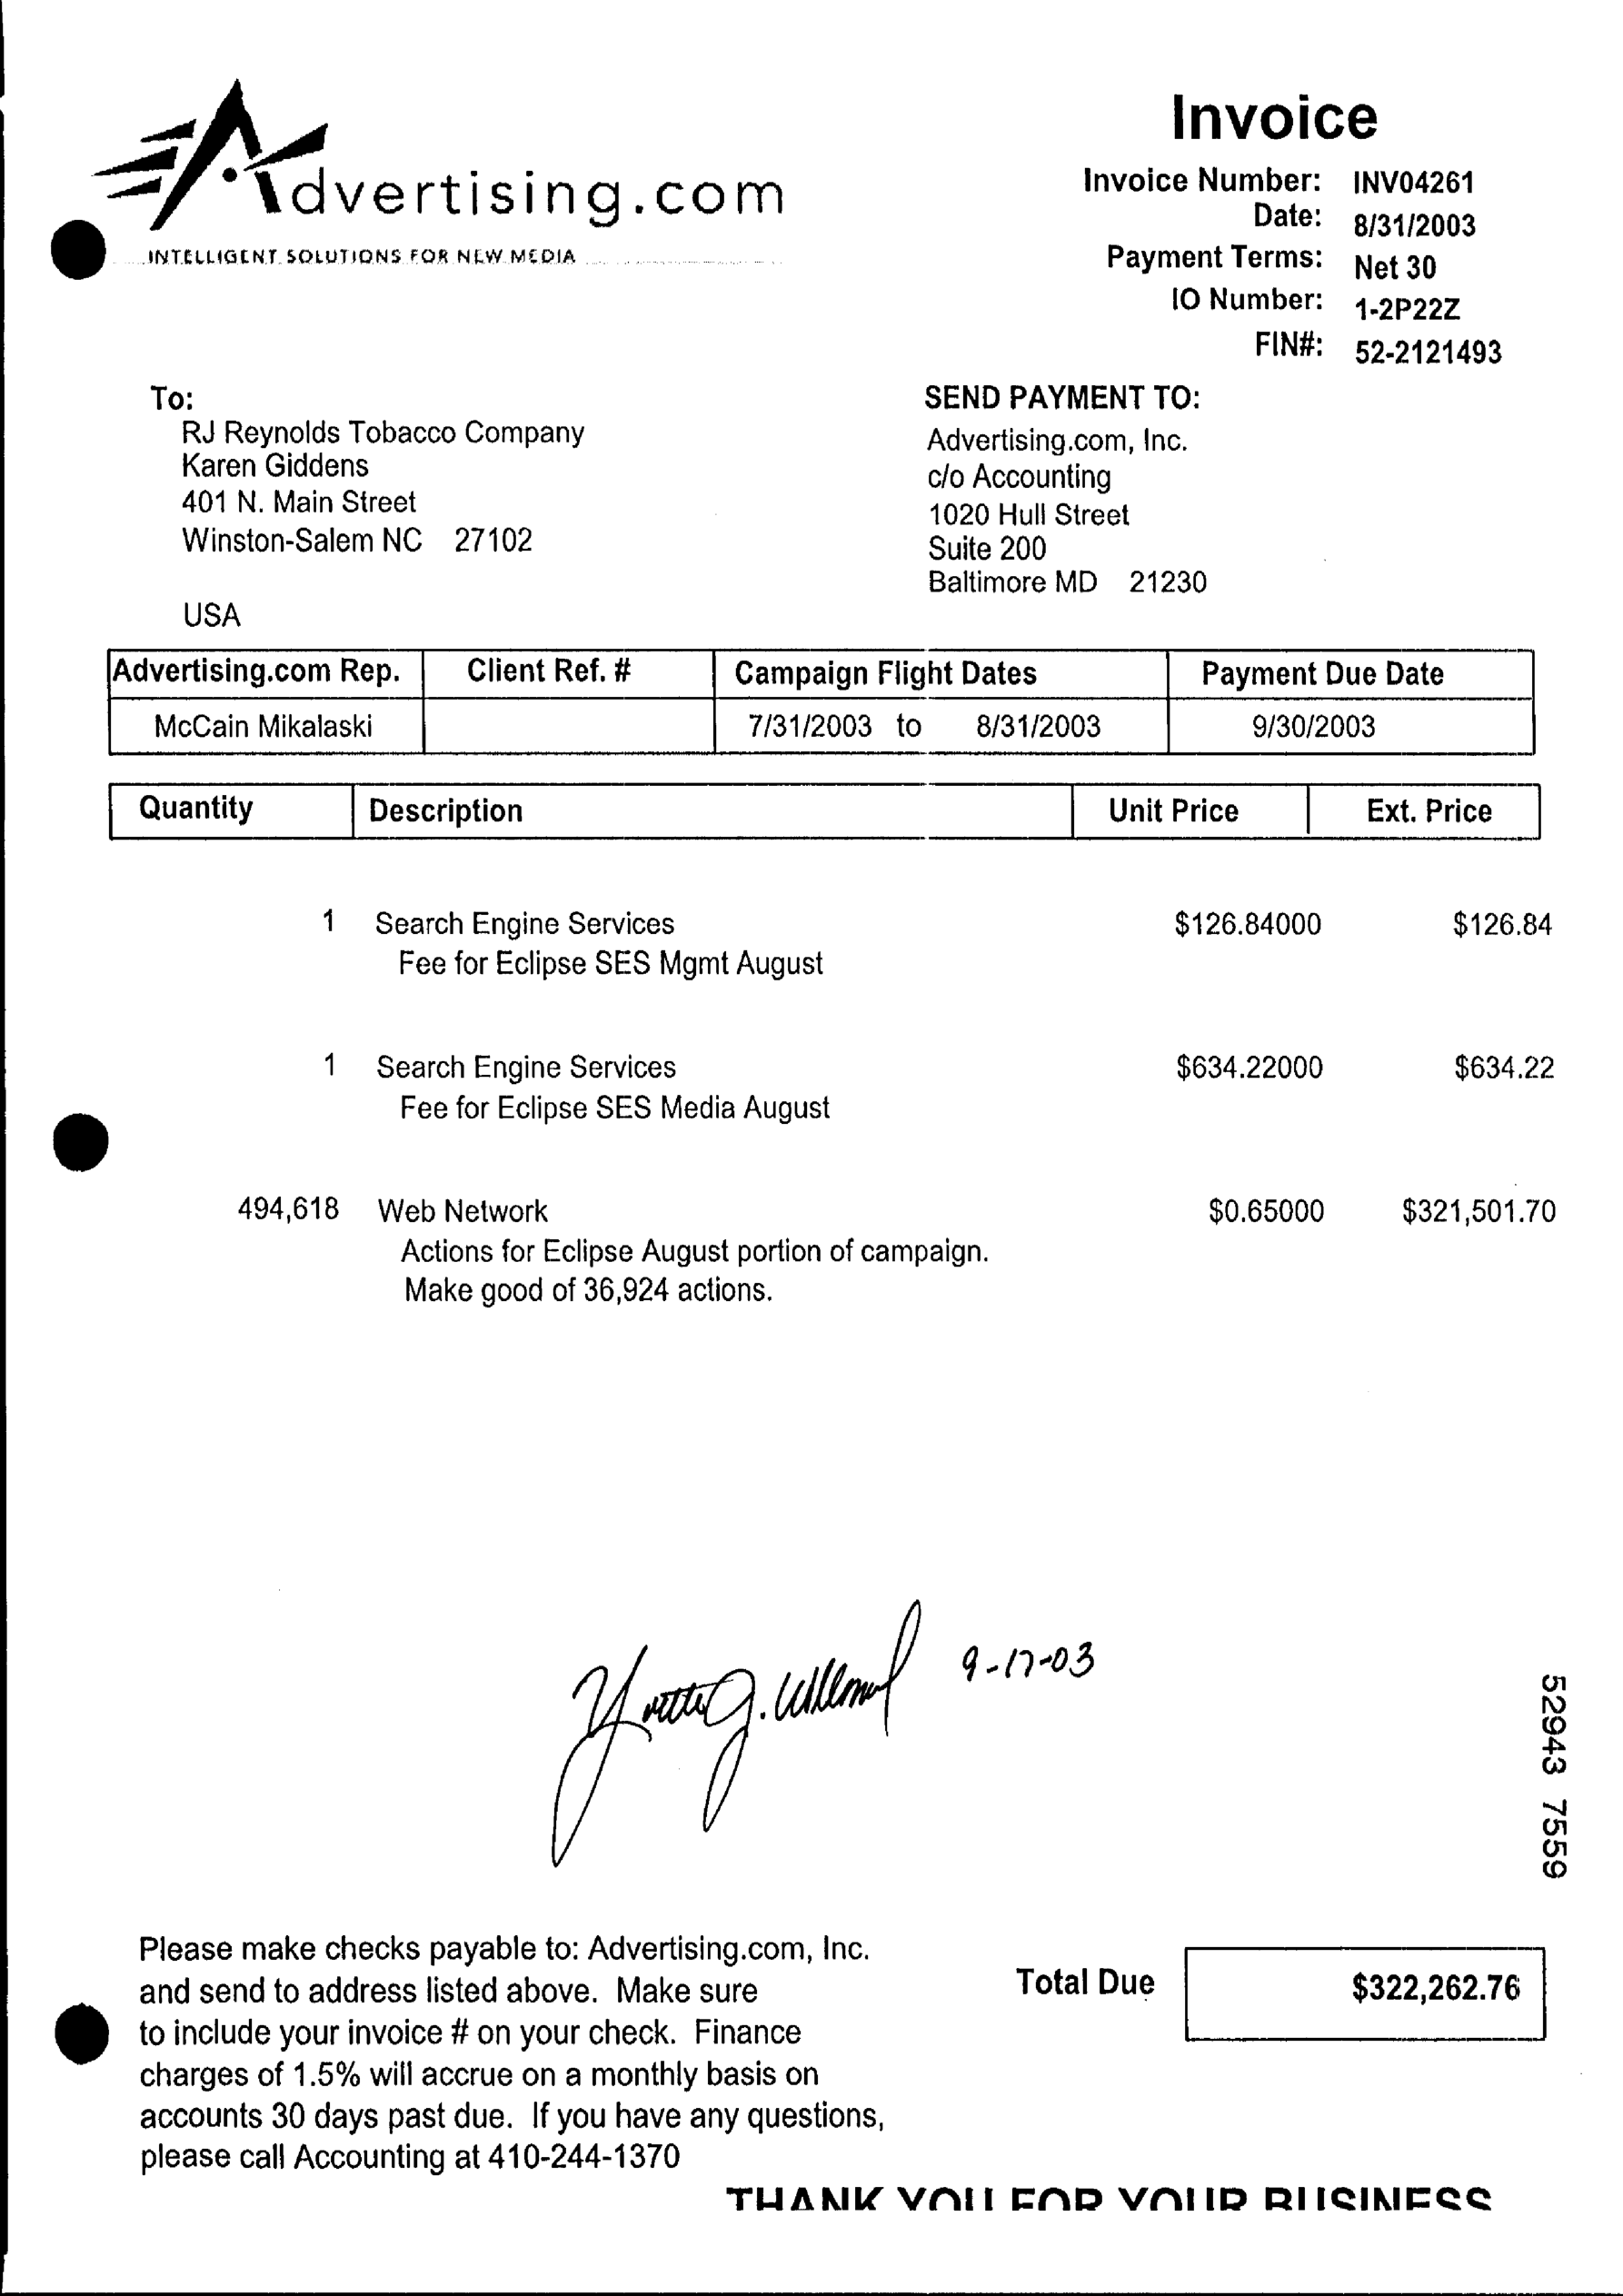 Advertising.com
INTELLIGENT SOLUTIONS FOR NEW MEDIA
Invoice
Invoice Number: INV04261
Date: 8/31/2003
Payment Terms: Net 30
IO Number: 1-2P22Z
FIN#: 52-2121493
To:
RJ Reynolds Tobacco Company
Karen Giddens
401 N. Main Street
Winston-Salem NC 27102
USA
SEND PAYMENT TO:
Advertising.com, Inc.
c/o Accounting
1020 Hull Street
Suite 200
Baltimore MD 21230
Advertising.com Rep. Client Ref. # Campaign Flight Dates Payment Due Date
McCain Mikalaski 7/31/2003 to 8/31/2003 9/30/2003
Quantity Description Unit Price Ext. Price
1 Search Engine Services $126.84000 $126.84
Fee for Eclipse SES Mgmt August
1 Search Engine Services $634.22000 $634.22
Fee for Eclipse SES Media August
494,618 Web Network $0.65000 $321,501.70
Actions for Eclipse August portion of campaign.
Make good of 36,924 actions.
9-17-03
52943 7559
Please make checks payable to: Advertising.com, Inc.
and send to address listed above. Make sure
to include your invoice # on your check. Finance
charges of 1.5% will accrue on a monthly basis on
accounts 30 days past due. If you have any questions,
please call Accounting at 410-244-1370
Total Due $322,262.76
THANK YOU FOR YOUR BUSINESS